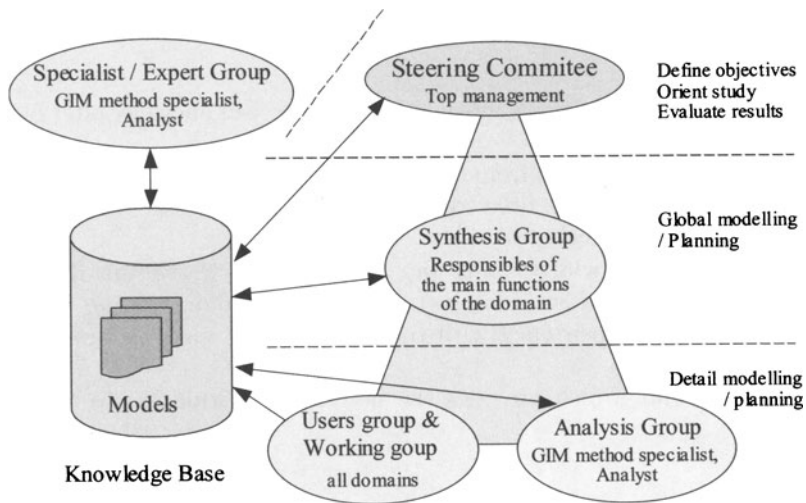 Specialist / Expert Group
GIM method specialist,
Analyst
Steering Commitee
Top management
Define objectives
Orient study
Evaluate results
Synthesis Group
Responsibles of
the main functions
of the domain
Global modelling
/ Planning
Models
Knowledge Base
Users group &
Working goup
all domains
Analysis Group
GIM method specialist,
Analyst
Detail modelling
/ planning